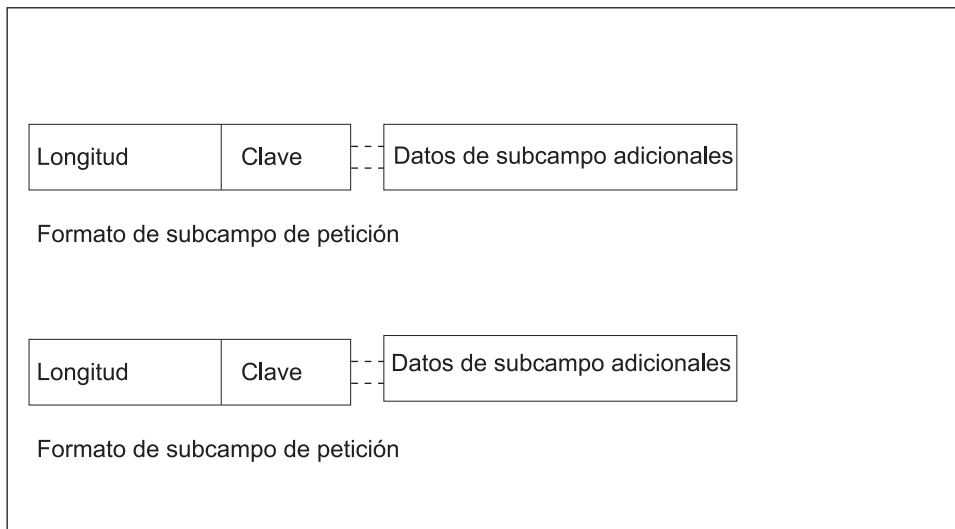 Longitud Clave Datos de subcampo adicionales
Formato de subcampo de petición
Longitud Clave Datos de subcampo adicionales
Formato de subcampo de petición